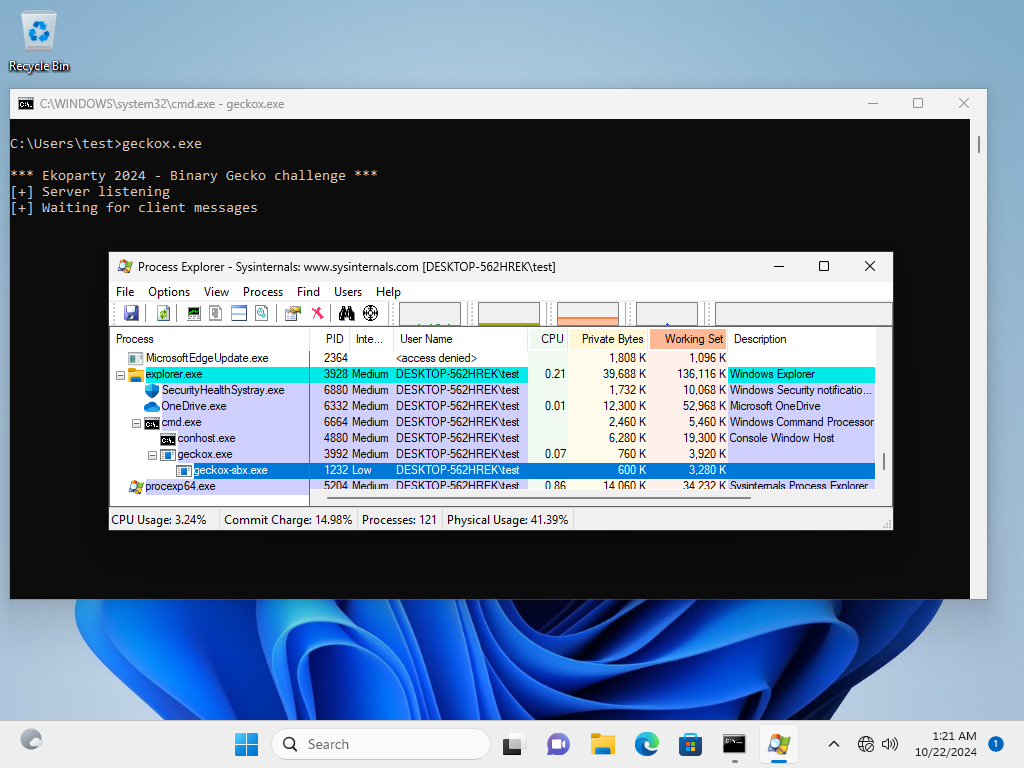 Recycle Bin
C:\WINDOWS\system32\cmd.exe - geckox.exe
C:\Users\test>geckox.exe
*** Ekoparty 2024 - Binary Gecko challenge ***
[+] Server listening
[+] Waiting for client messages
Process Explorer - Sysinternals: www.sysinternals.com [DESKTOP-562HREK\test]
File Options View Process Find Users Help
Process PID Inte... User Name CPU Private Bytes Working Set Description
MicrosoftEdgeUpdate.exe 2364 <access denied> 1,808 K 1,096 K
explorer.exe 3928 Medium DESKTOP-562HREK\test 0.21 39,688 K 136,116 K Windows Explorer
SecurityHealthSystray.exe 6880 Medium DESKTOP-562HREK\test 1,732 K 10,068 K Windows Security notificatio...
OneDrive.exe 6332 Medium DESKTOP-562HREK\test 0.01 12,300 K 52,968 K Microsoft OneDrive
cmd.exe 6664 Medium DESKTOP-562HREK\test 2,460 K 5,460 K Windows Command Processor
conhost.exe 4880 Medium DESKTOP-562HREK\test 6,280 K 19,300 K Console Window Host
geckox.exe 3992 Medium DESKTOP-562HREK\test 0.07 760 K 3,920 K
geckox-sbx.exe 1232 Low DESKTOP-562HREK\test 600 K 3,280 K
procexp64.exe 5204 Medium DESKTOP-562HREK\test 0.86 14,060 K 34,232 K Sysinternals Process Explorer
CPU Usage: 3.24% Commit Charge: 14.98% Processes: 121 Physical Usage: 41.39%
Search
1:21 AM
10/22/2024
1